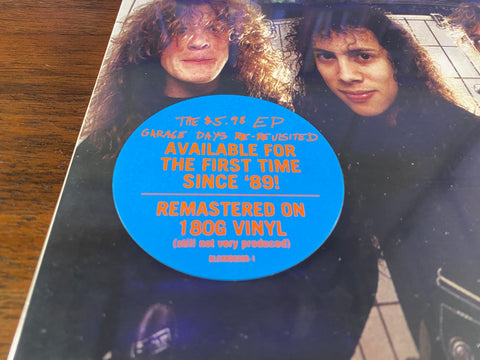 THE $5.98 EP
GARAGE DAYS RE-REVISITED
AVAILABLE FOR
THE FIRST TIME
SINCE '89!
REMASTERED ON
180G VINYL
(still not very produced)